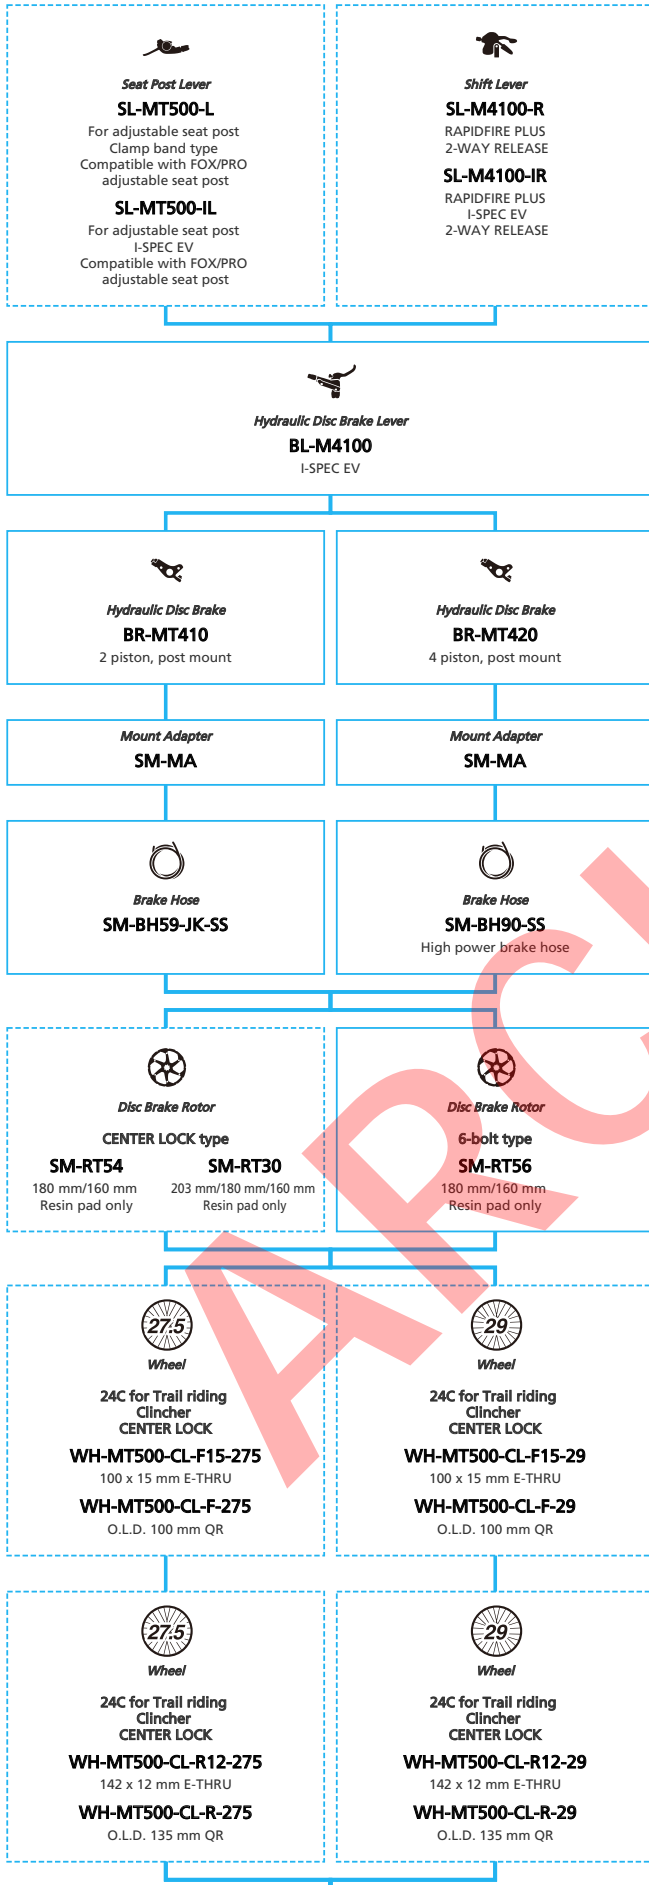 Seat Post Lever
SL-MT500-L
For adjustable seat post
Clamp band type
Compatible with FOX/PRO
adjustable seat post
SL-MT500-IL
For adjustable seat post
I-SPEC EV
Compatible with FOX/PRO
adjustable seat post
Shift Lever
SL-M4100-R
RAPIDFIRE PLUS
2-WAY RELEASE
SL-M4100-IR
RAPIDFIRE PLUS
I-SPEC EV
2-WAY RELEASE
Hydraulic Disc Brake Lever
BL-M4100
I-SPEC EV
Hydraulic Disc Brake
BR-MT410
2 piston, post mount
Hydraulic Disc Brake
BR-MT420
4 piston, post mount
Mount Adapter
SM-MA
Mount Adapter
SM-MA
Brake Hose
SM-BH59-JK-SS
Brake Hose
SM-BH90-SS
High power brake hose
Disc Brake Rotor
CENTER LOCK type
SM-RT54
180 mm/160 mm
Resin pad only
SM-RT30
203 mm/180 mm/160 mm
Resin pad only
Disc Brake Rotor
6-bolt type
SM-RT56
180 mm/160 mm
Resin pad only
27.5
Wheel
24C for Trail riding
Clincher
CENTER LOCK
WH-MT500-CL-F15-275
100 x 15 mm E-THRU
WH-MT500-CL-F-275
O.L.D. 100 mm QR
29
Wheel
24C for Trail riding
Clincher
CENTER LOCK
WH-MT500-CL-F15-29
100 x 15 mm E-THRU
WH-MT500-CL-F-29
O.L.D. 100 mm QR
27.5
Wheel
24C for Trail riding
Clincher
CENTER LOCK
WH-MT500-CL-R12-275
142 x 12 mm E-THRU
WH-MT500-CL-R-275
O.L.D. 135 mm QR
29
Wheel
24C for Trail riding
Clincher
CENTER LOCK
WH-MT500-CL-R12-29
142 x 12 mm E-THRU
WH-MT500-CL-R-29
O.L.D. 135 mm QR